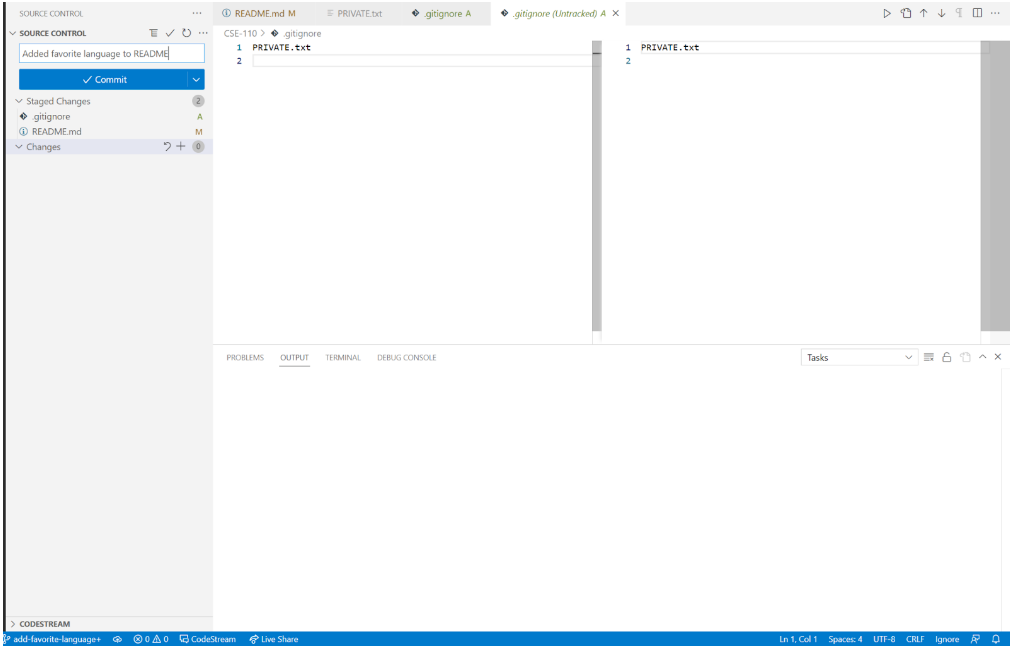 SOURCE CONTROL ...
SOURCE CONTROL ...
Added favorite language to README
Commit
Staged Changes 2
.gitignore A
README.md M
Changes 0
README.md M PRIVATE.txt .gitignore A .gitignore (Untracked) A
CSE-110 > .gitignore
1 PRIVATE.txt
2
1 PRIVATE.txt
2
PROBLEMS OUTPUT TERMINAL DEBUG CONSOLE Tasks
CODESTREAM
add-favorite-language+ 0 0 CodeStream Live Share Ln 1, Col 1 Spaces: 4 UTF-8 CRLF Ignore